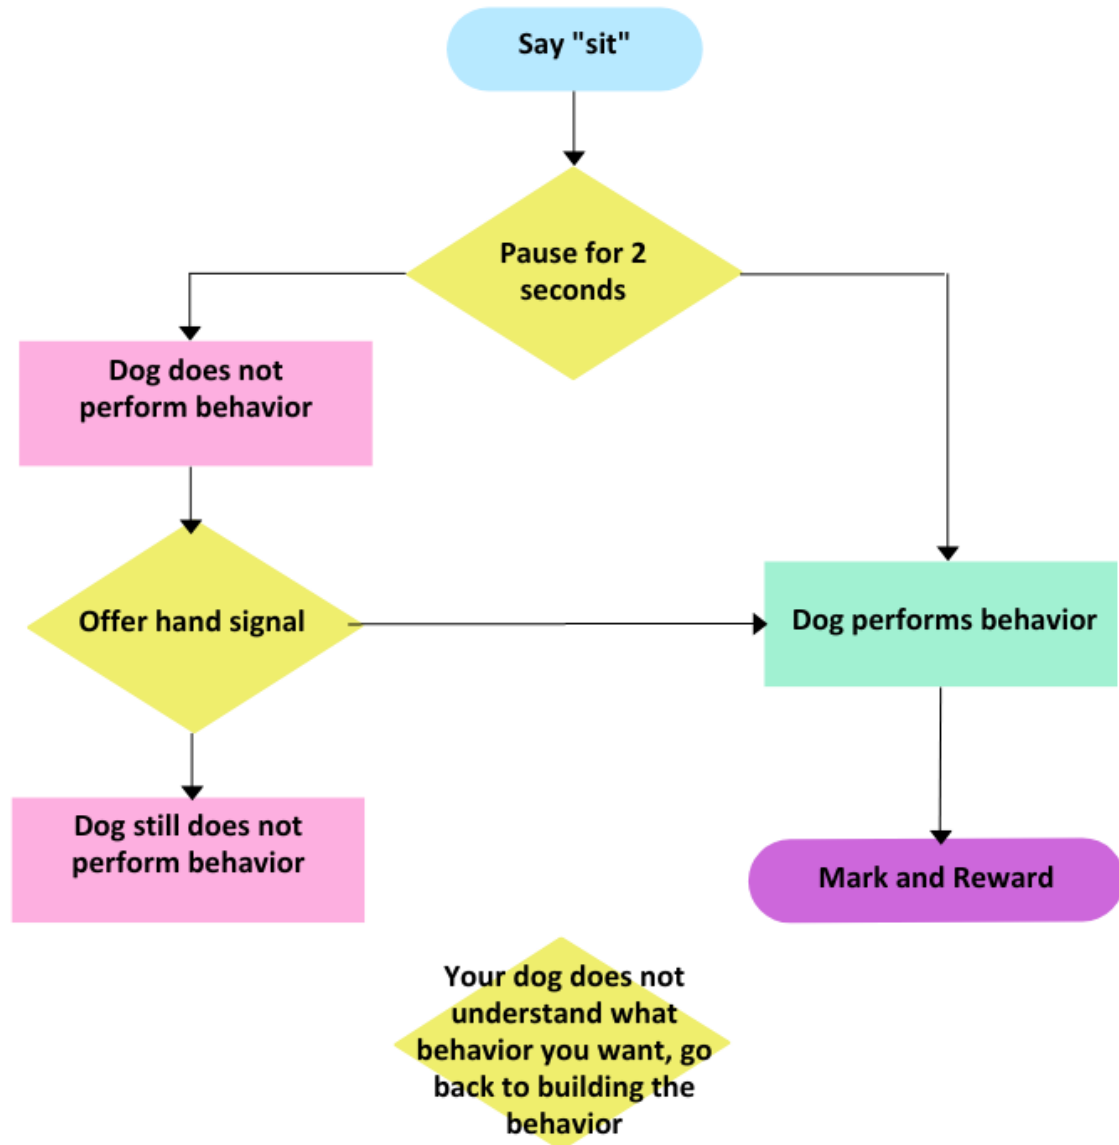 Say "sit"
Pause for 2
seconds
Dog does not
perform behavior
Offer hand signal
Dog performs behavior
Dog still does not
perform behavior
Mark and Reward
Your dog does not
understand what
behavior you want, go
back to building the
behavior